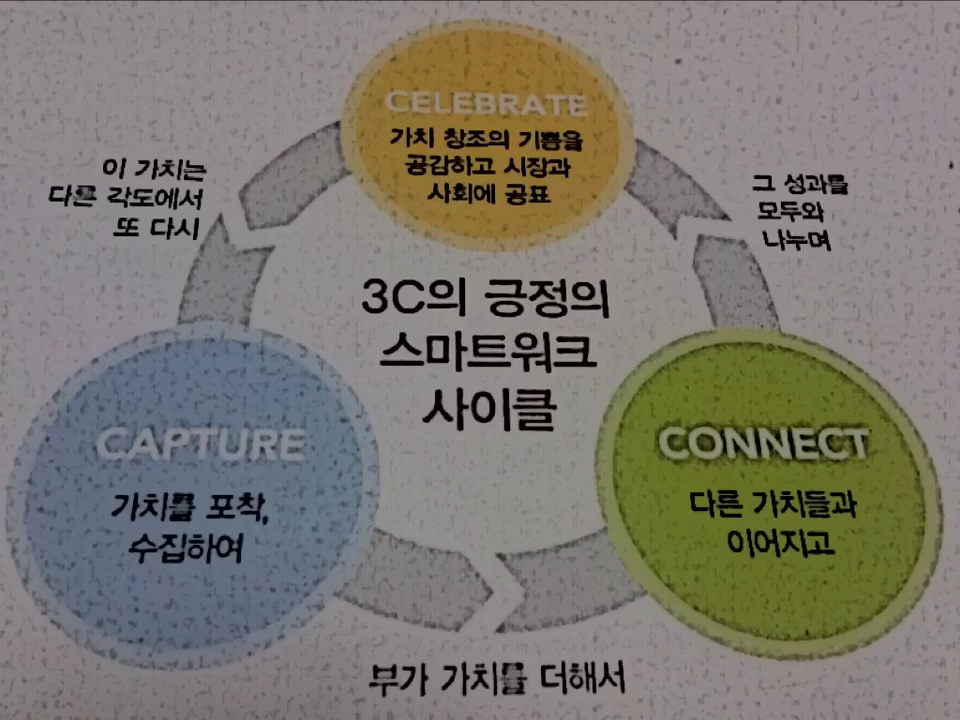 CELEBRATE
가치 창조의 기쁨을
공감하고 시장과
사회에 공표
이 가치는
다른 각도에서
또 다시
그 성과를
모두와
나누며
3C의 긍정의
스마트워크
사이클
CAPTURE
가치를 포착,
수집하여
CONNECT
다른 가치들과
이어지고
부가 가치를 더해서